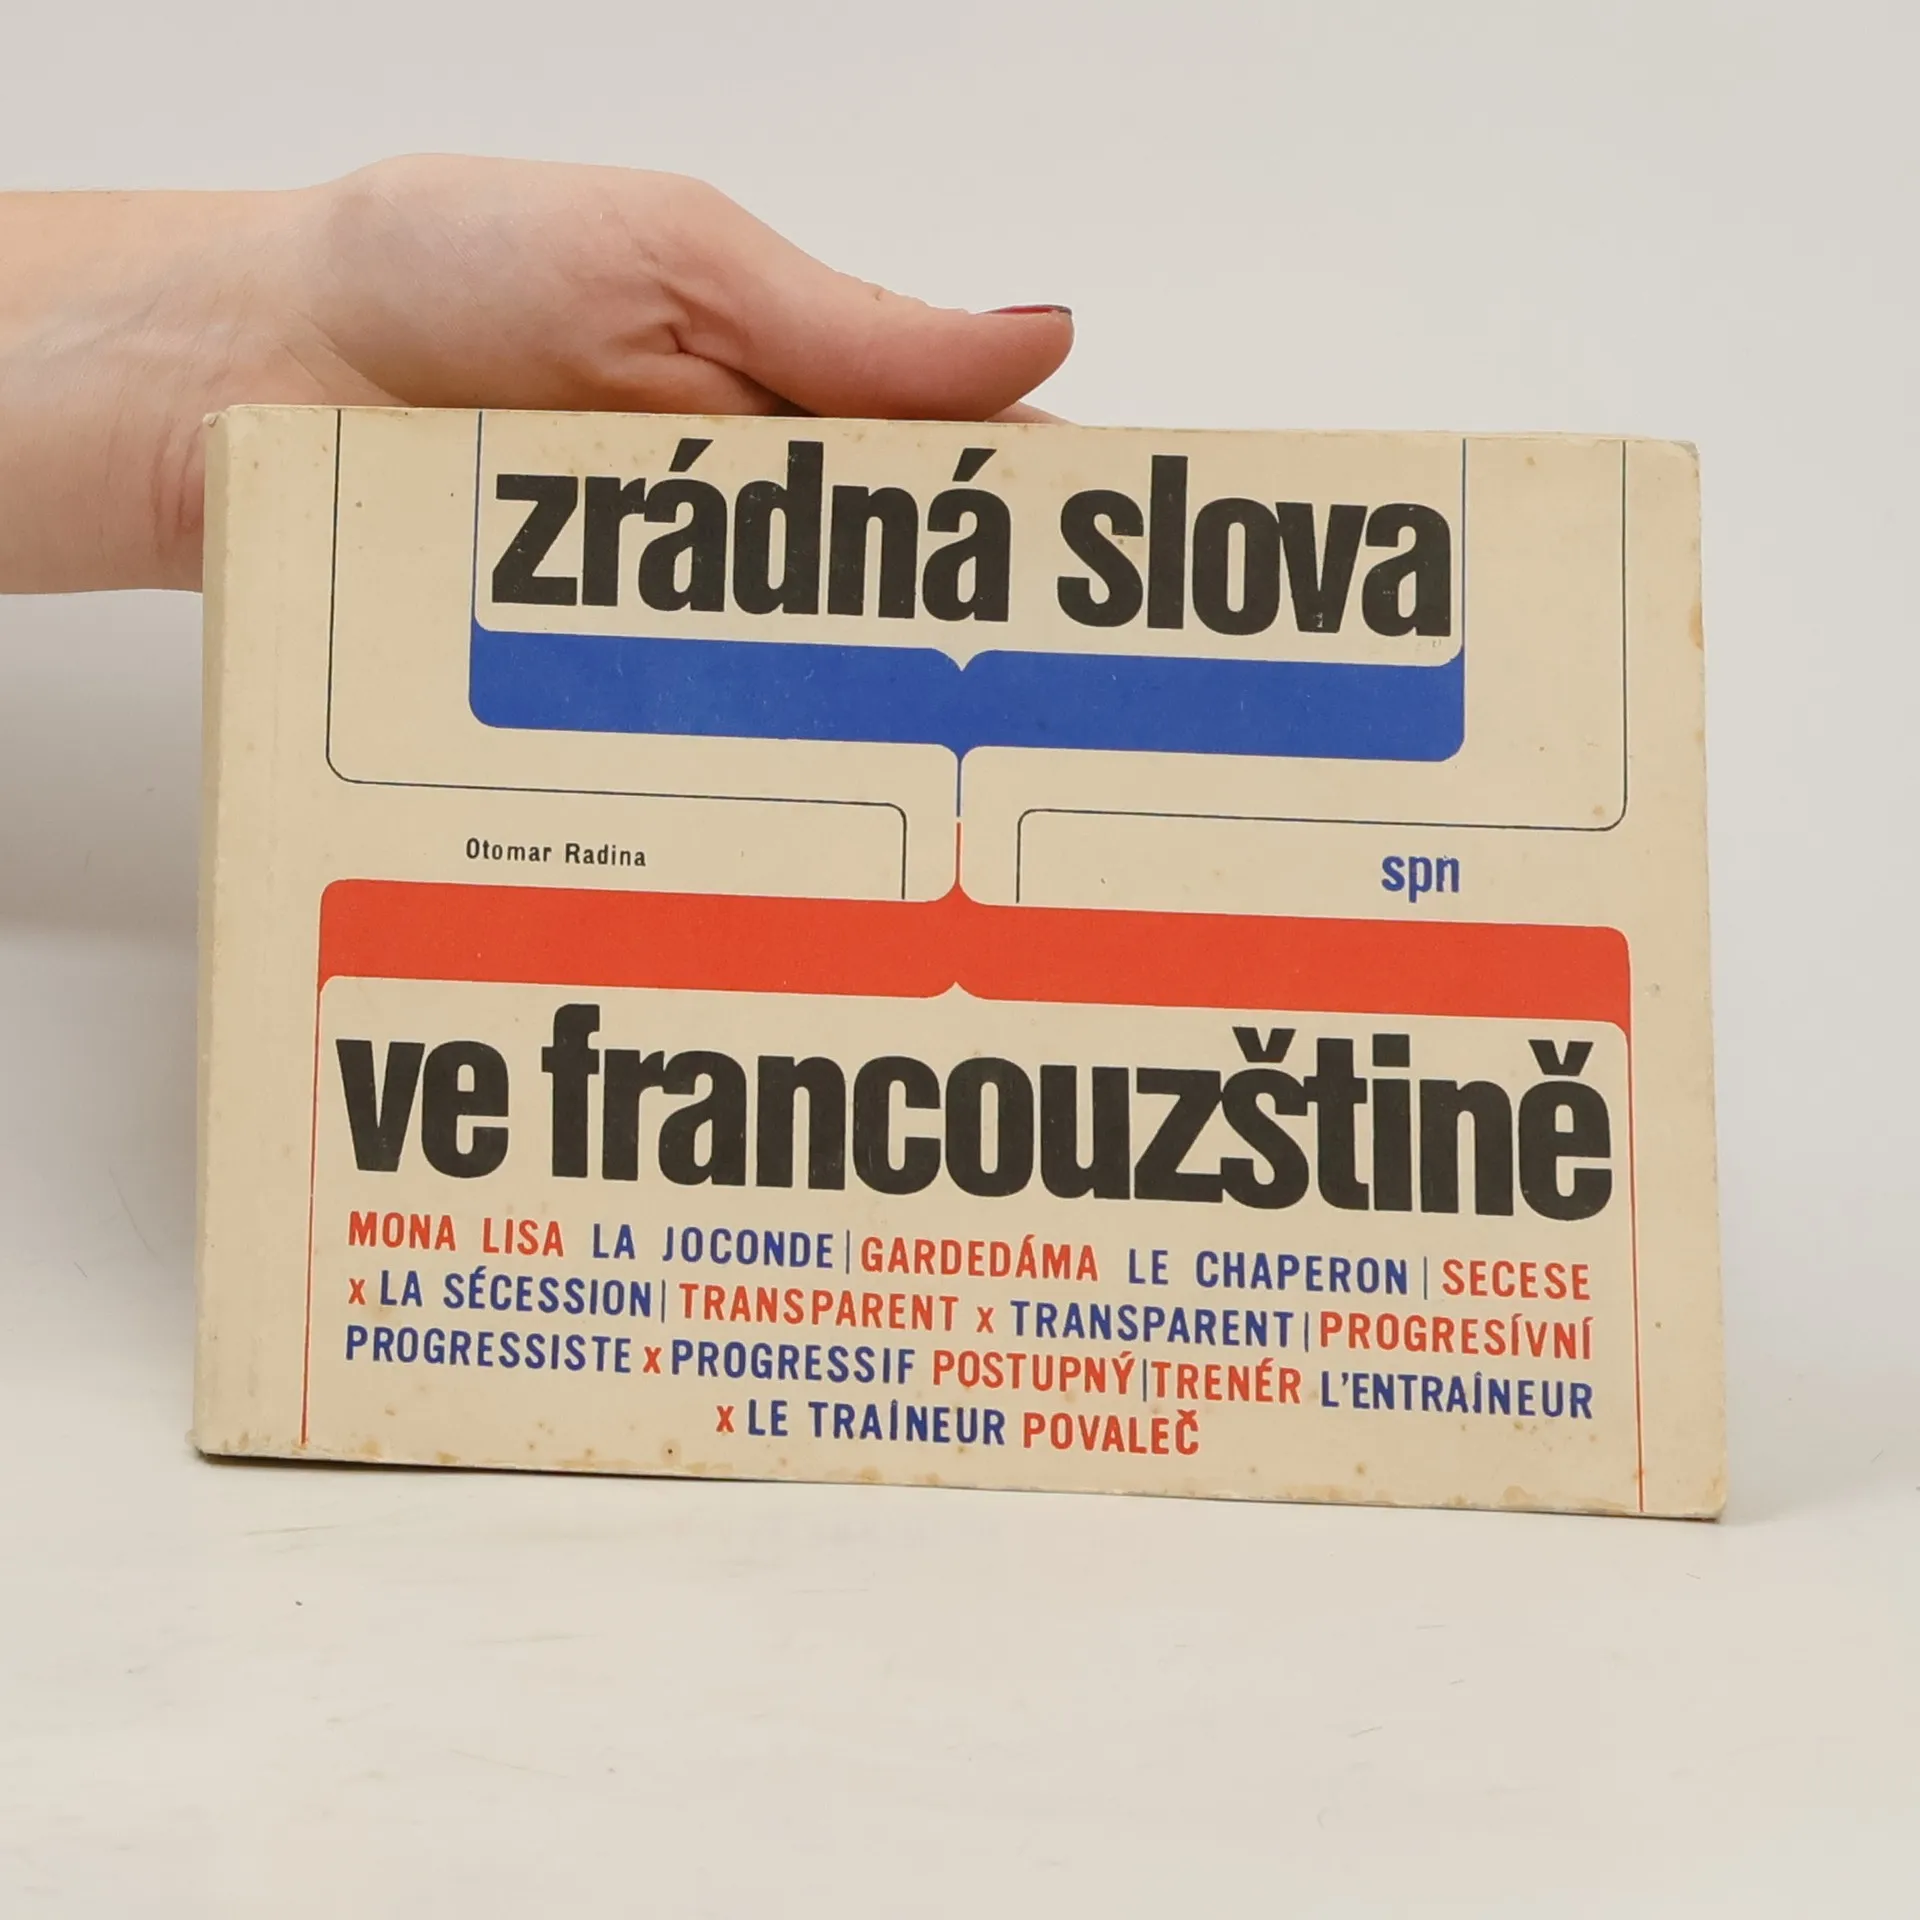 zrádná slova
Otomar Radina
spn
ve francouzštině
MONA LISA LA JOCONDE|GARDEDÁMA LE CHAPERON|SECESE
x LA SÉCESSION|TRANSPARENT x TRANSPARENT|PROGRESÍVNÍ
PROGRESSISTE x PROGRESSIF POSTUPNÝ|TRENÉR L'ENTRAÎNEUR
x LE TRAÎNEUR POVALEČ